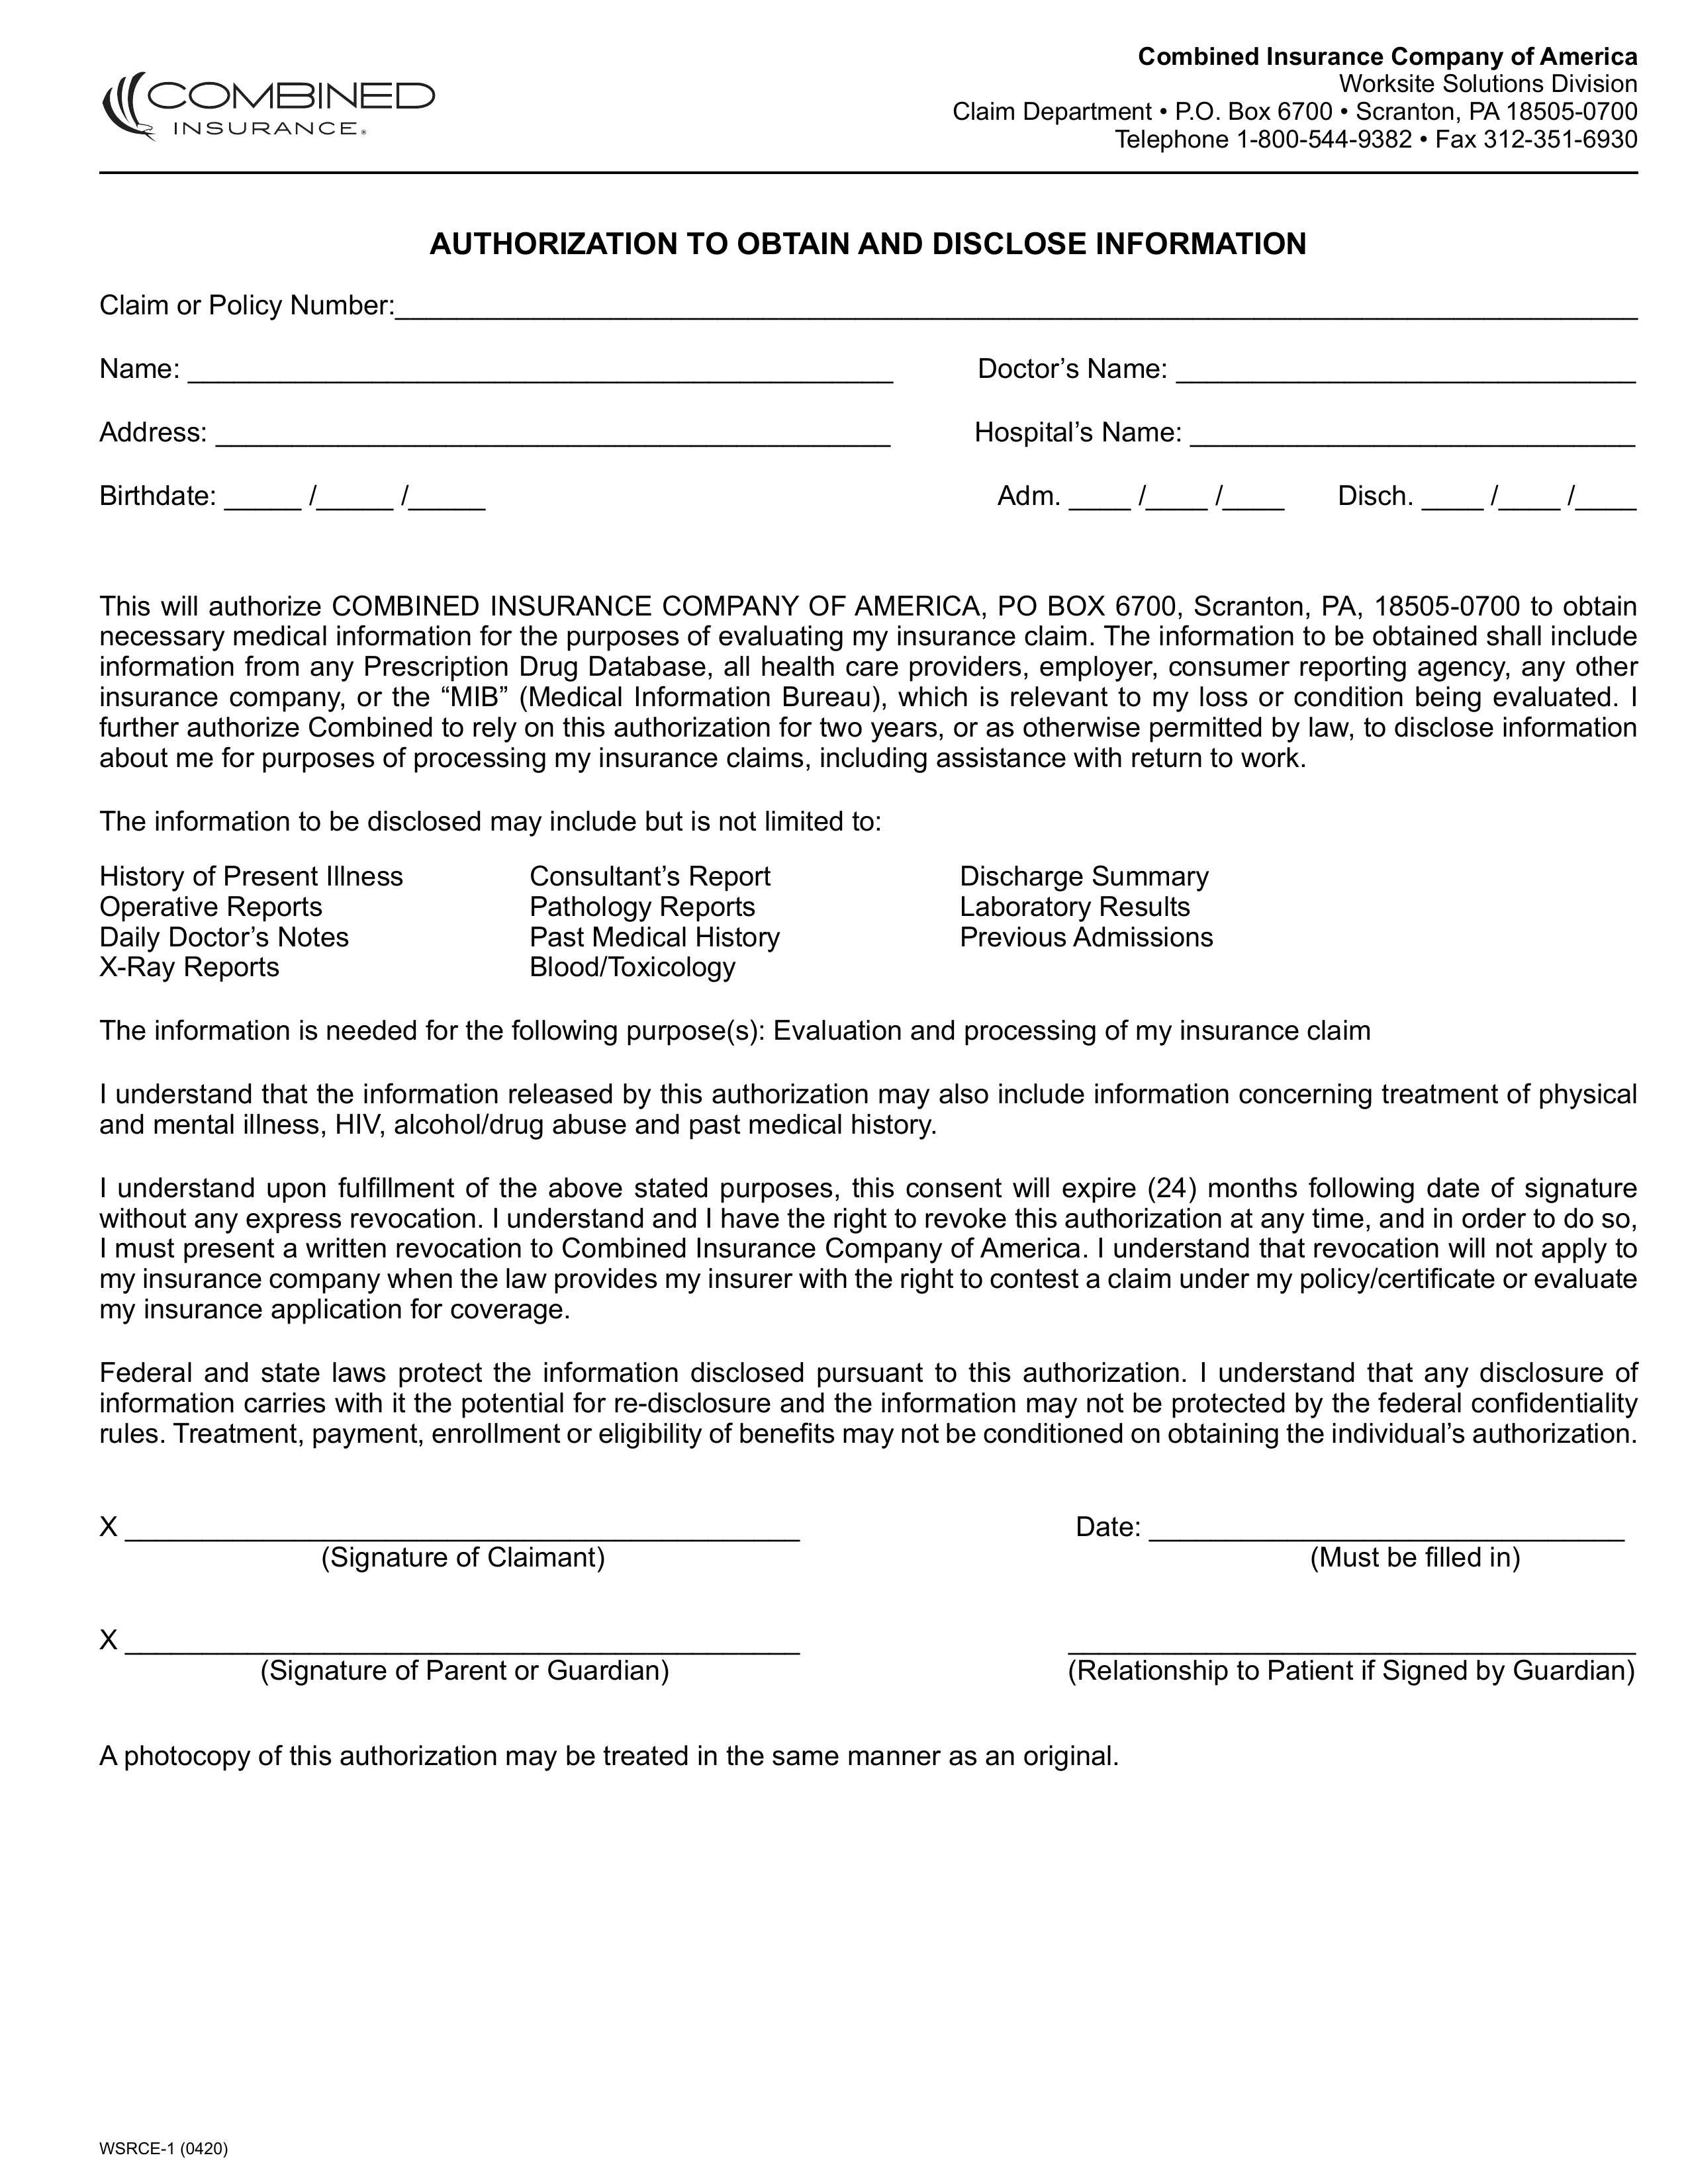 COMBINED
INSURANCE®
Combined Insurance Company of America
Worksite Solutions Division
Claim Department • P.O. Box 6700 • Scranton, PA 18505-0700
Telephone 1-800-544-9382 • Fax 312-351-6930
AUTHORIZATION TO OBTAIN AND DISCLOSE INFORMATION
Claim or Policy Number:
Name: Doctor’s Name:
Address: Hospital’s Name:
Birthdate: _____ /_____ /_____ Adm. ____ /____ /____ Disch. ____ /____ /____
This will authorize COMBINED INSURANCE COMPANY OF AMERICA, PO BOX 6700, Scranton, PA, 18505-0700 to obtain
necessary medical information for the purposes of evaluating my insurance claim. The information to be obtained shall include
information from any Prescription Drug Database, all health care providers, employer, consumer reporting agency, any other
insurance company, or the “MIB” (Medical Information Bureau), which is relevant to my loss or condition being evaluated. I
further authorize Combined to rely on this authorization for two years, or as otherwise permitted by law, to disclose information
about me for purposes of processing my insurance claims, including assistance with return to work.
The information to be disclosed may include but is not limited to:
History of Present Illness Consultant’s Report Discharge Summary
Operative Reports Pathology Reports Laboratory Results
Daily Doctor’s Notes Past Medical History Previous Admissions
X-Ray Reports Blood/Toxicology
The information is needed for the following purpose(s): Evaluation and processing of my insurance claim
I understand that the information released by this authorization may also include information concerning treatment of physical
and mental illness, HIV, alcohol/drug abuse and past medical history.
I understand upon fulfillment of the above stated purposes, this consent will expire (24) months following date of signature
without any express revocation. I understand and I have the right to revoke this authorization at any time, and in order to do so,
I must present a written revocation to Combined Insurance Company of America. I understand that revocation will not apply to
my insurance company when the law provides my insurer with the right to contest a claim under my policy/certificate or evaluate
my insurance application for coverage.
Federal and state laws protect the information disclosed pursuant to this authorization. I understand that any disclosure of
information carries with it the potential for re-disclosure and the information may not be protected by the federal confidentiality
rules. Treatment, payment, enrollment or eligibility of benefits may not be conditioned on obtaining the individual’s authorization.
X Date:
(Signature of Claimant) (Must be filled in)
X
(Signature of Parent or Guardian) (Relationship to Patient if Signed by Guardian)
A photocopy of this authorization may be treated in the same manner as an original.
WSRCE-1 (0420)